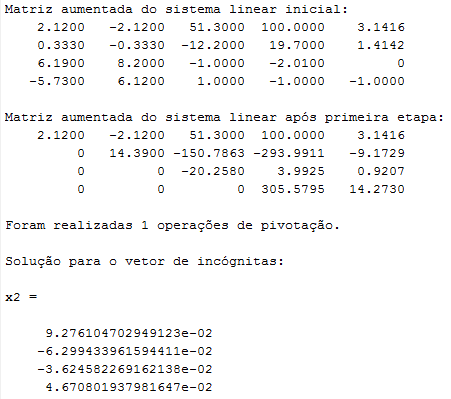 Matriz aumentada do sistema linear inicial:
2.1200 -2.1200 51.3000 100.0000 3.1416
0.3330 -0.3330 -12.2000 19.7000 1.4142
6.1900 8.2000 -1.0000 -2.0100 0
-5.7300 6.1200 1.0000 -1.0000 -1.0000
Matriz aumentada do sistema linear após primeira etapa:
2.1200 -2.1200 51.3000 100.0000 3.1416
0 14.3900 -150.7863 -293.9911 -9.1729
0 0 -20.2580 3.9925 0.9207
0 0 0 305.5795 14.2730
Foram realizadas 1 operações de pivotação.
Solução para o vetor de incógnitas:
x2 =
9.276104702949123e-02
-6.299433961594411e-02
-3.624582269162138e-02
4.670801937981647e-02